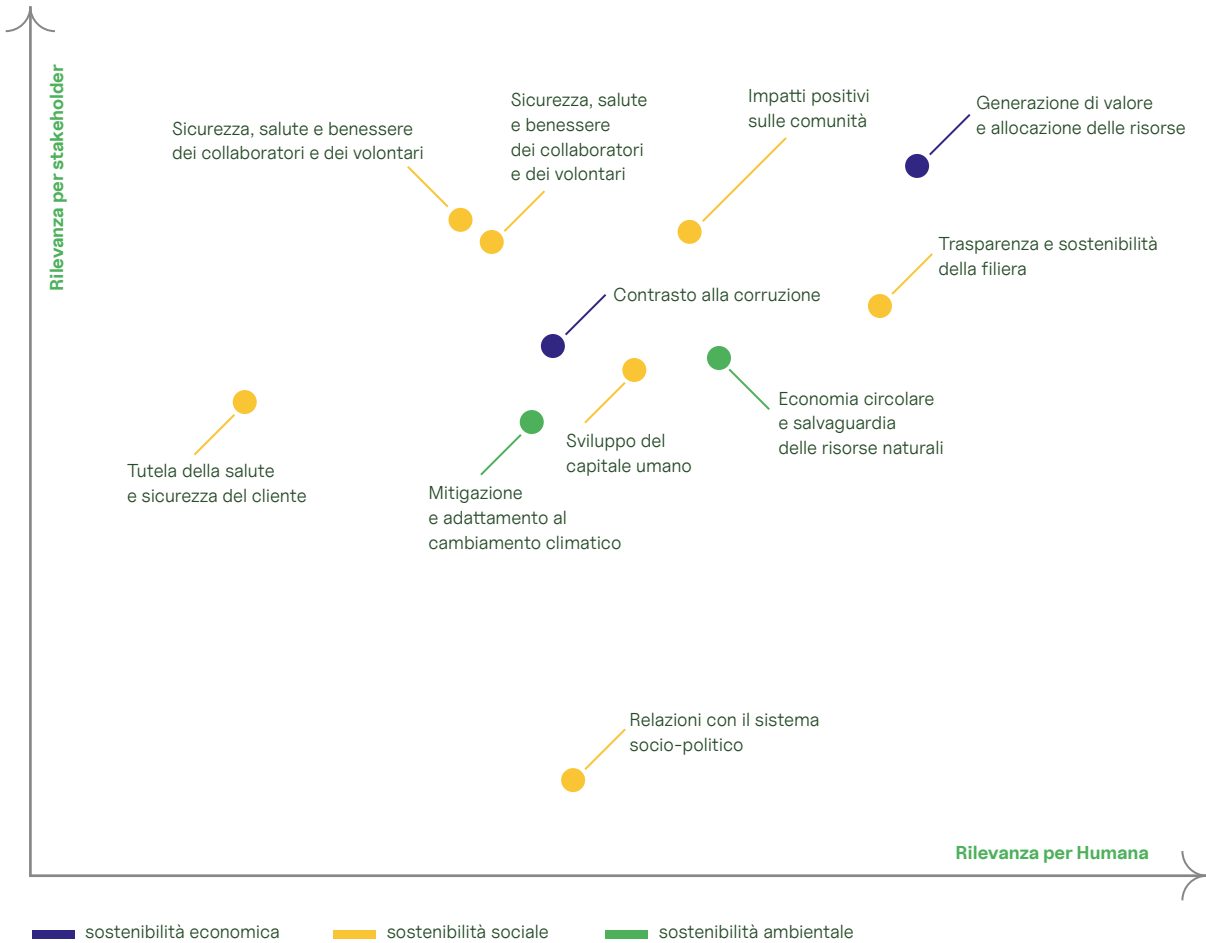 Rilevanza per stakeholder
Sicurezza, salute e benessere
dei collaboratori e dei volontari
Sicurezza, salute
e benessere
dei collaboratori
e dei volontari
Impatti positivi
sulle comunità
Generazione di valore
e allocazione delle risorse
Trasparenza e sostenibilità
della filiera
Contrasto alla corruzione
Economia circolare
e salvaguardia
delle risorse naturali
Sviluppo del
capitale umano
Tutela della salute
e sicurezza del cliente
Mitigazione
e adattamento al
cambiamento climatico
Relazioni con il sistema
socio-politico
Rilevanza per Humana
sostenibilità economica
sostenibilità sociale
sostenibilità ambientale